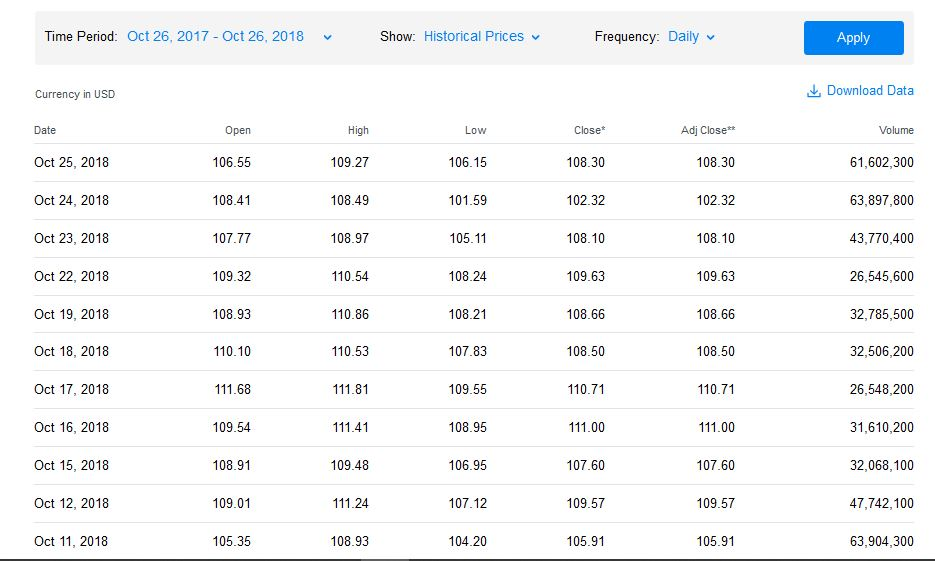 Time Period: Oct 26, 2017 - Oct 26, 2018 Show: Historical Prices Frequency: Daily Apply
Currency in USD Download Data
Date Open High Low Close* Adj Close** Volume
Oct 25, 2018 106.55 109.27 106.15 108.30 108.30 61,602,300
Oct 24, 2018 108.41 108.49 101.59 102.32 102.32 63,897,800
Oct 23, 2018 107.77 108.97 105.11 108.10 108.10 43,770,400
Oct 22, 2018 109.32 110.54 108.24 109.63 109.63 26,545,600
Oct 19, 2018 108.93 110.86 108.21 108.66 108.66 32,785,500
Oct 18, 2018 110.10 110.53 107.83 108.50 108.50 32,506,200
Oct 17, 2018 111.68 111.81 109.55 110.71 110.71 26,548,200
Oct 16, 2018 109.54 111.41 108.95 111.00 111.00 31,610,200
Oct 15, 2018 108.91 109.48 106.95 107.60 107.60 32,068,100
Oct 12, 2018 109.01 111.24 107.12 109.57 109.57 47,742,100
Oct 11, 2018 105.35 108.93 104.20 105.91 105.91 63,904,300